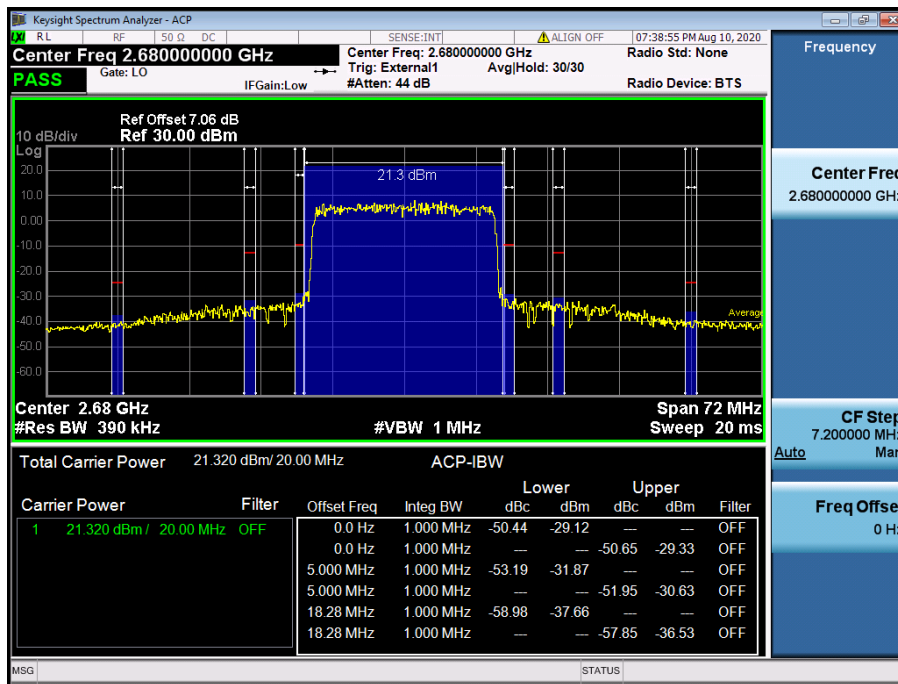 Keysight Spectrum Analyzer - ACP
LXI RL RF 50 Ω DC SENSE:INT ALIGN OFF 07:38:55 PM Aug 10, 2020
Center Freq 2.680000000 GHz
Center Freq: 2.680000000 GHz
Radio Std: None
Gate: LO
Trig: External1
Avg|Hold: 30/30
PASS
IFGain:Low
#Atten: 44 dB
Radio Device: BTS
Ref Offset 7.06 dB
10 dB/div
Ref 30.00 dBm
Log
20.0
21.3 dBm
10.0
0.00
-10.0
-20.0
-30.0
Average
-40.0
-50.0
-60.0
Center 2.68 GHz
Span 72 MHz
#Res BW 390 kHz
#VBW 1 MHz
Sweep 20 ms
Total Carrier Power 21.320 dBm/ 20.00 MHz ACP-IBW
Lower Upper
Carrier Power Filter Offset Freq Integ BW dBc dBm dBc dBm Filter
1 21.320 dBm / 20.00 MHz OFF 0.0 Hz 1.000 MHz -50.44 -29.12 --- --- OFF
0.0 Hz 1.000 MHz --- --- -50.65 -29.33 OFF
5.000 MHz 1.000 MHz -53.19 -31.87 --- --- OFF
5.000 MHz 1.000 MHz --- --- -51.95 -30.63 OFF
18.28 MHz 1.000 MHz -58.98 -37.66 --- --- OFF
18.28 MHz 1.000 MHz --- --- -57.85 -36.53 OFF
MSG STATUS
Frequency
Center Freq
2.680000000 GHz
CF Step
7.200000 MHz
Auto Man
Freq Offset
0 Hz